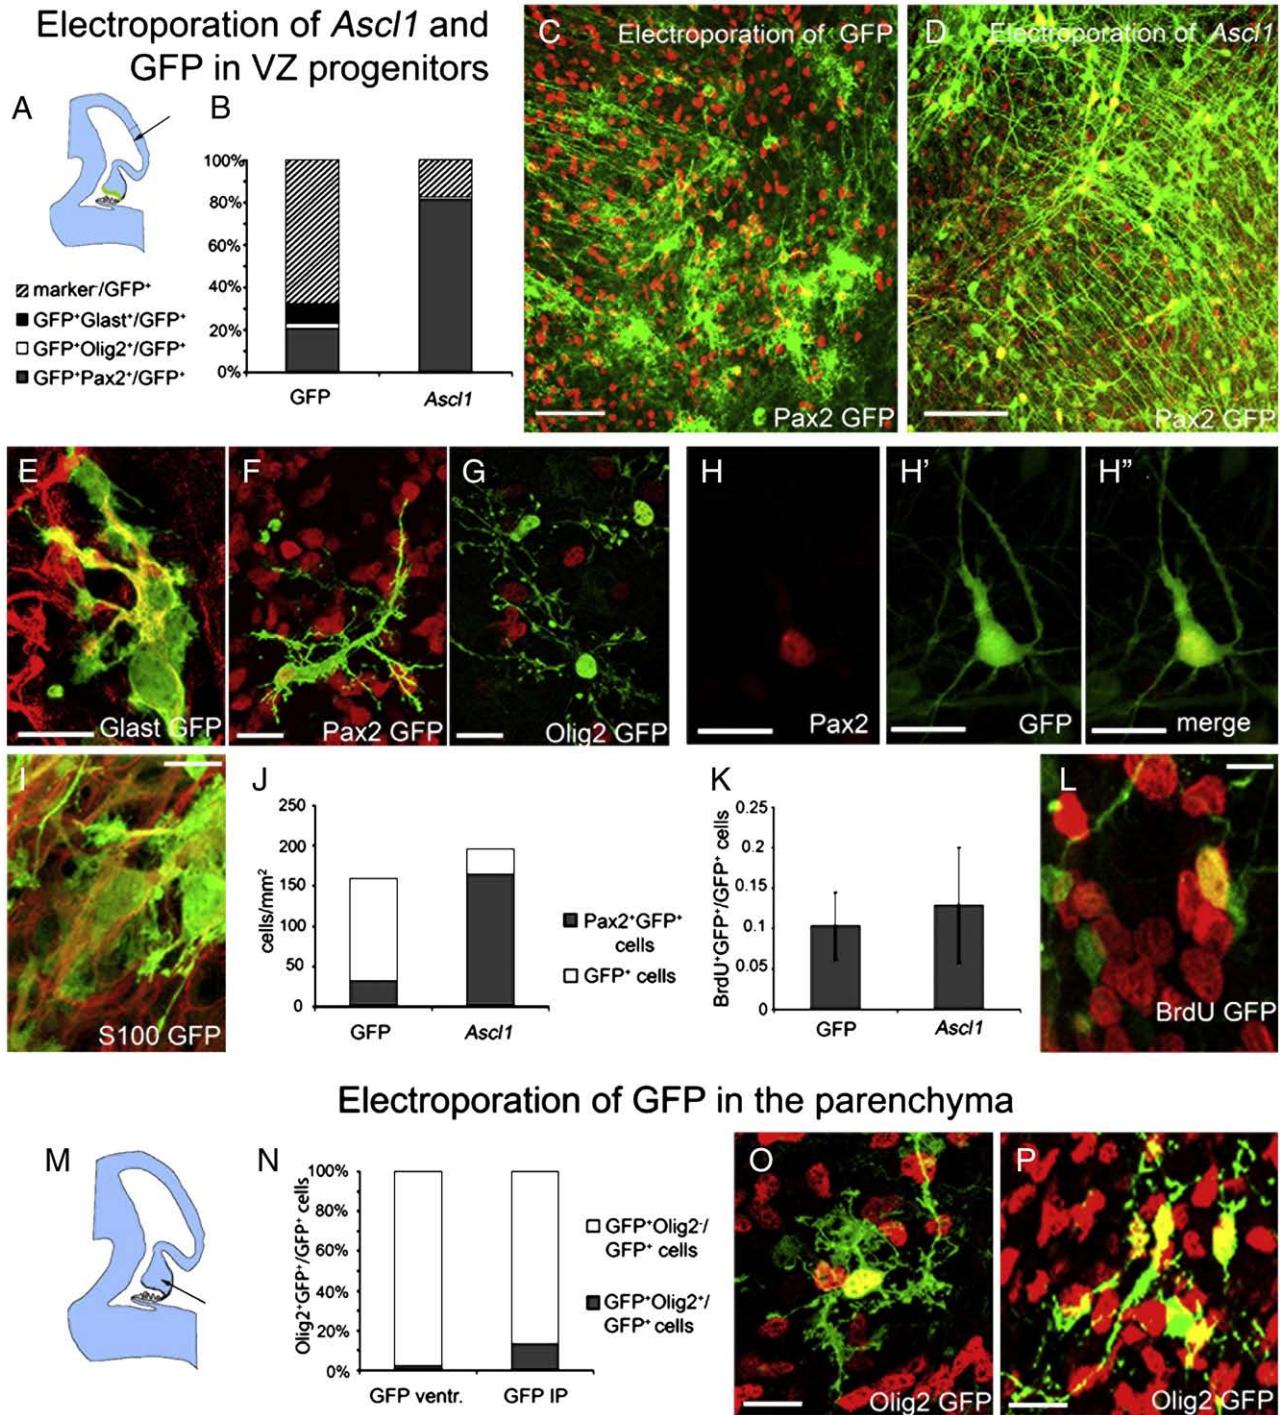 Electroporation of Ascl1 and
GFP in VZ progenitors
A
B
100%
80%
60%
40%
20%
0%
GFP
Ascl1
marker⁻/GFP⁺
GFP⁺Glast⁺/GFP⁺
GFP⁺Olig2⁺/GFP⁺
GFP⁺Pax2⁺/GFP⁺
C
Electroporation of GFP
Pax2 GFP
D
Electroporation of Ascl1
Pax2 GFP
E
Glast GFP
F
Pax2 GFP
G
Olig2 GFP
H
Pax2
H'
GFP
H"
merge
I
S100 GFP
J
cells/mm²
250
200
150
100
50
0
GFP
Ascl1
Pax2⁺GFP⁺
cells
GFP⁺ cells
K
BrdU⁺GFP⁺/GFP⁺ cells
0.25
0.2
0.15
0.1
0.05
0
GFP
Ascl1
L
BrdU GFP
Electroporation of GFP in the parenchyma
M
N
Olig2⁺GFP⁺/GFP⁺ cells
100%
80%
60%
40%
20%
0%
GFP ventr.
GFP IP
GFP⁺Olig2⁻/
GFP⁺ cells
GFP⁺Olig2⁺/
GFP⁺ cells
O
Olig2 GFP
P
Olig2 GFP